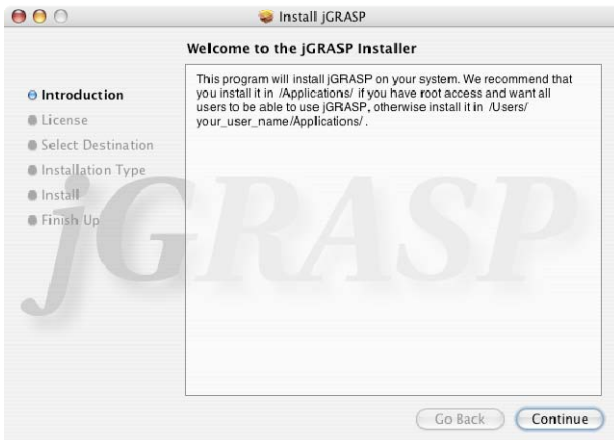 Install jGRASP
Welcome to the jGRASP Installer
Introduction
License
Select Destination
Installation Type
Install
Finish Up
This program will install jGRASP on your system. We recommend that
you install it in /Applications/ if you have root access and want all
users to be able to use jGRASP, otherwise install it in /Users/
your_user_name/Applications/ .
jGRASP
Go Back
Continue